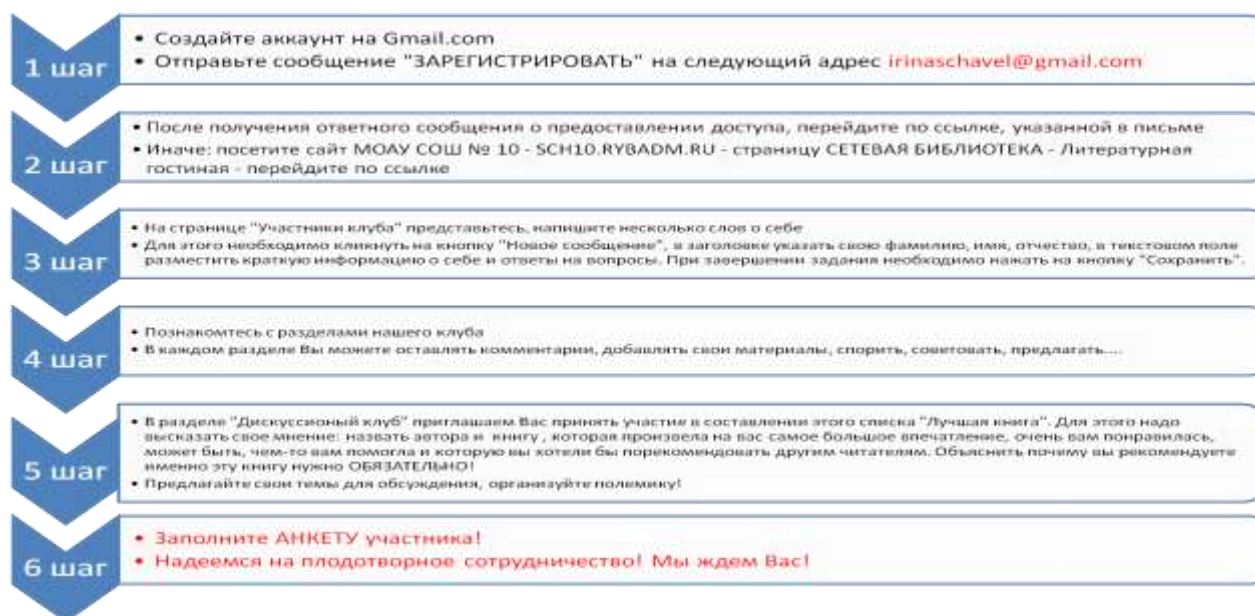 1 шаг
• Создайте аккаунт на Gmail.com
• Отправьте сообщение "ЗАРЕГИСТРИРОВАТЬ" на следующий адрес irinaschavel@gmail.com
2 шаг
• После получения ответного сообщения о предоставлении доступа, перейдите по ссылке, указанной в письме
• Иначе: посетите сайт МОАУ СОШ № 10 - SCH10.RYBADM.RU - страницу СЕТЕВАЯ БИБЛИОТЕКА - Литературная
гостиная - перейдите по ссылке
3 шаг
• На странице "Участники клуба" представьтесь, напишите несколько слов о себе
• Для этого необходимо кликнуть на кнопку "Новое сообщение", в заголовке указать свою фамилию, имя, отчество, в текстовом поле
разместить краткую информацию о себе и ответы на вопросы. При завершении задания необходимо нажать на кнопку "Сохранить".
4 шаг
• Познакомтесь с разделами нашего клуба
• В каждом разделе Вы можете оставлять комментарии, добавлять свои материалы, спорить, советовать, предлагать....
5 шаг
• В разделе "Дискуссионый клуб" приглашаем Вас принять участие в составлении этого списка "Лучшая книга". Для этого надо
высказать свое мнение: назвать автора и книгу , которая произвела на вас самое большое впечатление, очень вам понравилась,
может быть, чем-то вам помогла и которую вы хотели бы порекомендовать другим читателям. Объяснить почему вы рекомендуете
именно эту книгу нужно ОБЯЗАТЕЛЬНО!
• Предлагайте свои темы для обсуждения, организуйте полемику!
6 шаг
• Заполните АНКЕТУ участника!
• Надеемся на плодотворное сотрудничество! Мы ждем Вас!